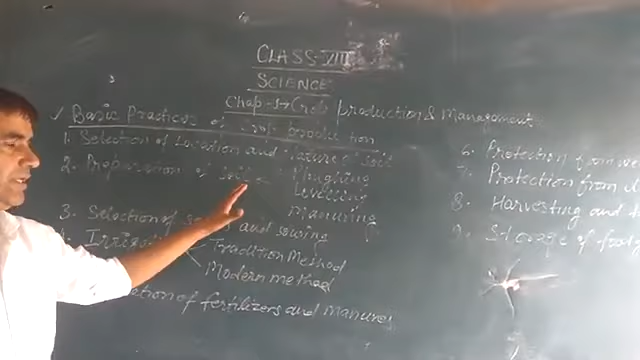 CLASS-VIII
SCIENCE
Chap-1→Crop production & Management
✓ Basic Practices of Crop production
1. Selection of Location and Nature of Soil
2. Preparation of Soil Ploughing
Levelling
Manuring
3. Selection of and sowing
Tradition Method
Modern method
of fertilizers and manures
6. Protection from
7. Protection from
8. Harvesting and
9. Storage of